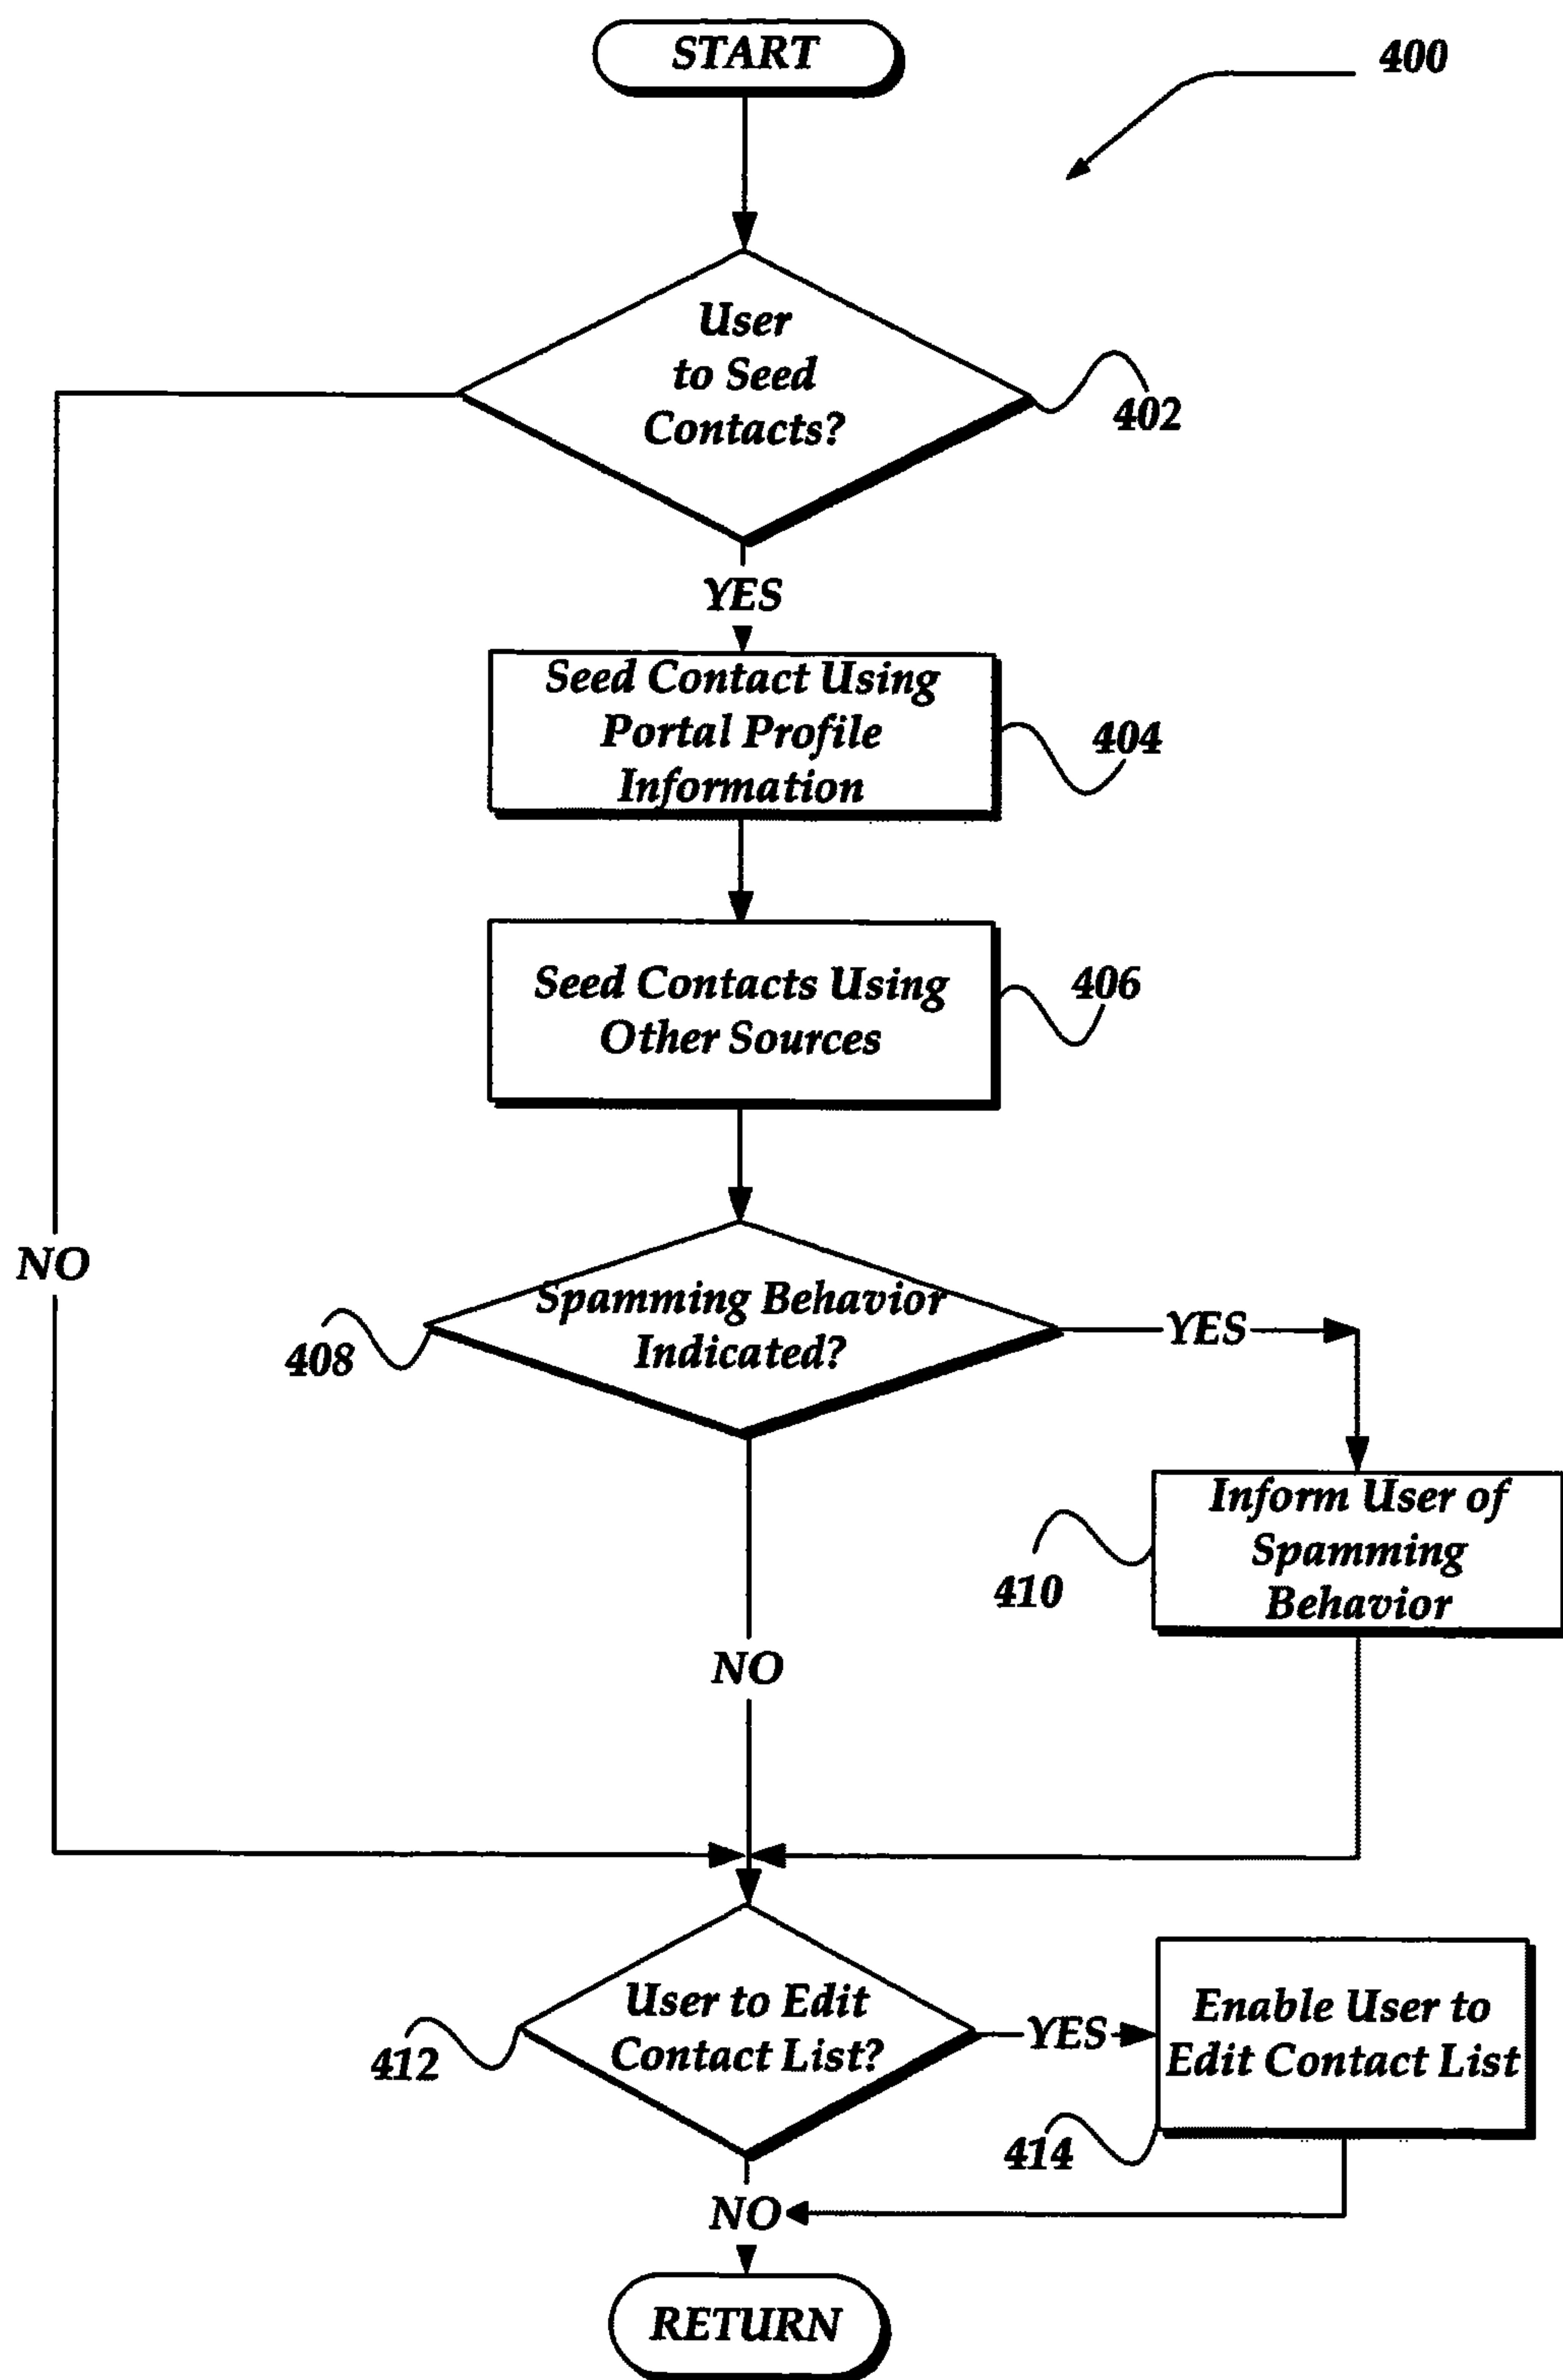 START
400
User
to Seed
Contacts?
402
YES
Seed Contact Using
Portal Profile
Information
404
Seed Contacts Using
Other Sources
406
NO
Spamming Behavior
Indicated?
408
YES
Inform User of
Spamming
Behavior
410
NO
User to Edit
Contact List?
412
YES
Enable User to
Edit Contact List
414
NO
RETURN